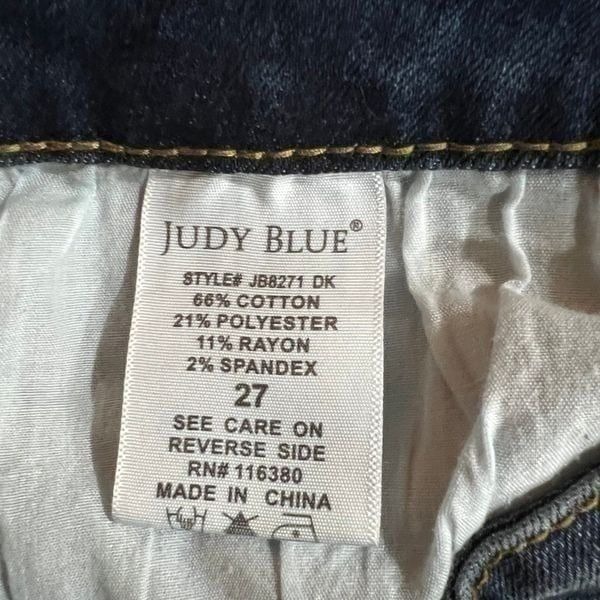 JUDY BLUE®
STYLE# JB8271 DK
66% COTTON
21% POLYESTER
11% RAYON
2% SPANDEX
27
SEE CARE ON
REVERSE SIDE
RN# 116380
MADE IN CHINA